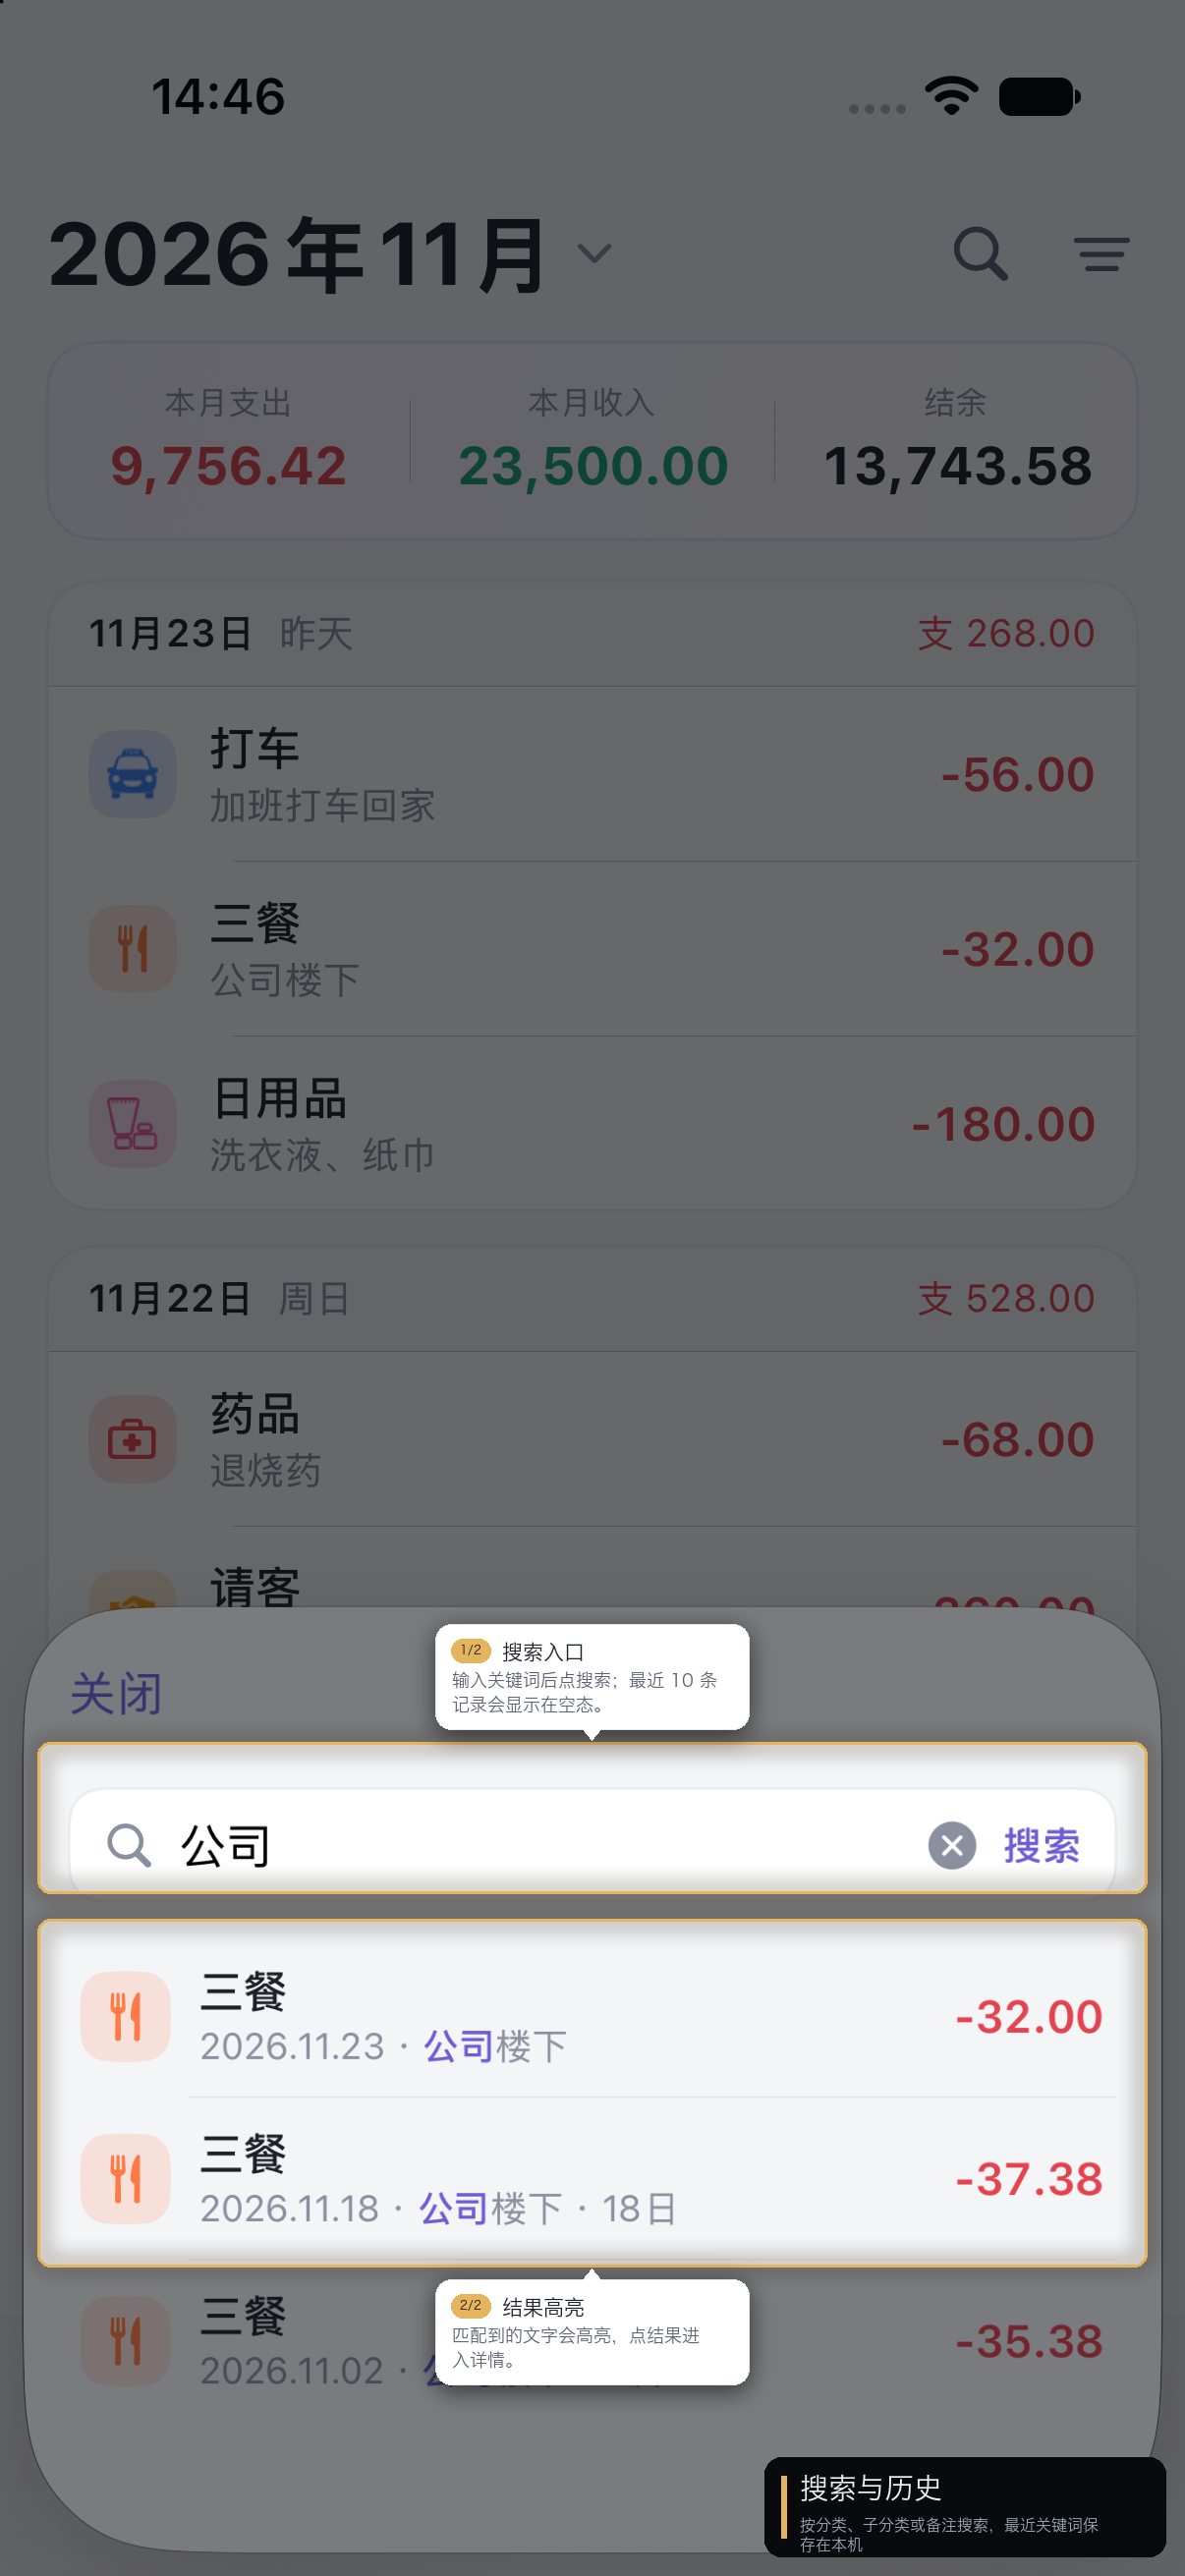 14:46
2026年11月
本月支出 本月收入 结余
9,756.42 23,500.00 13,743.58
11月23日 昨天 支 268.00
打车
加班打车回家
-56.00
三餐
公司楼下
-32.00
日用品
洗衣液、纸巾
-180.00
11月22日 周日 支 528.00
药品
退烧药
-68.00
请客
关闭
1/2 搜索入口
输入关键词后点搜索；最近 10 条
记录会显示在空态。
公司 搜索
三餐
2026.11.23 · 公司楼下
-32.00
三餐
2026.11.18 · 公司楼下 · 18日
-37.38
三餐
2026.11.02 ·
-35.38
2/2 结果高亮
匹配到的文字会高亮，点结果进
入详情。
搜索与历史
按分类、子分类或备注搜索，最近关键词保
存在本机